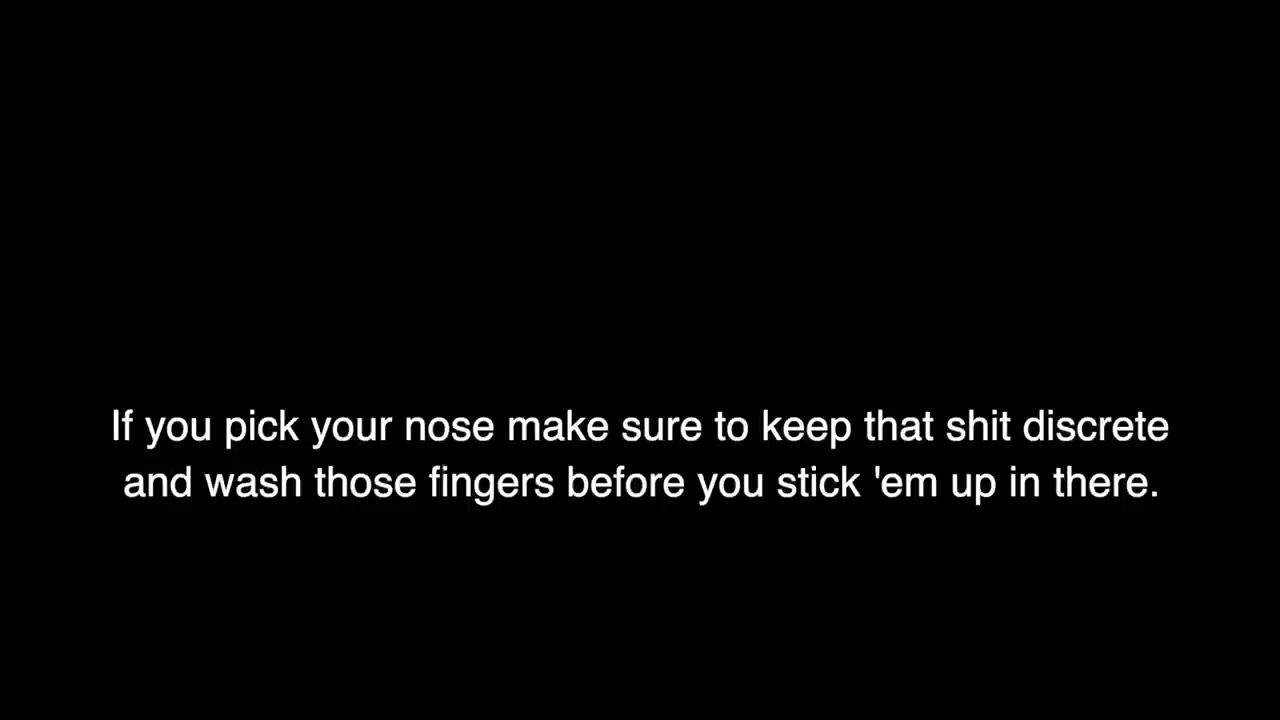 If you pick your nose make sure to keep that shit discrete
and wash those fingers before you stick 'em up in there.